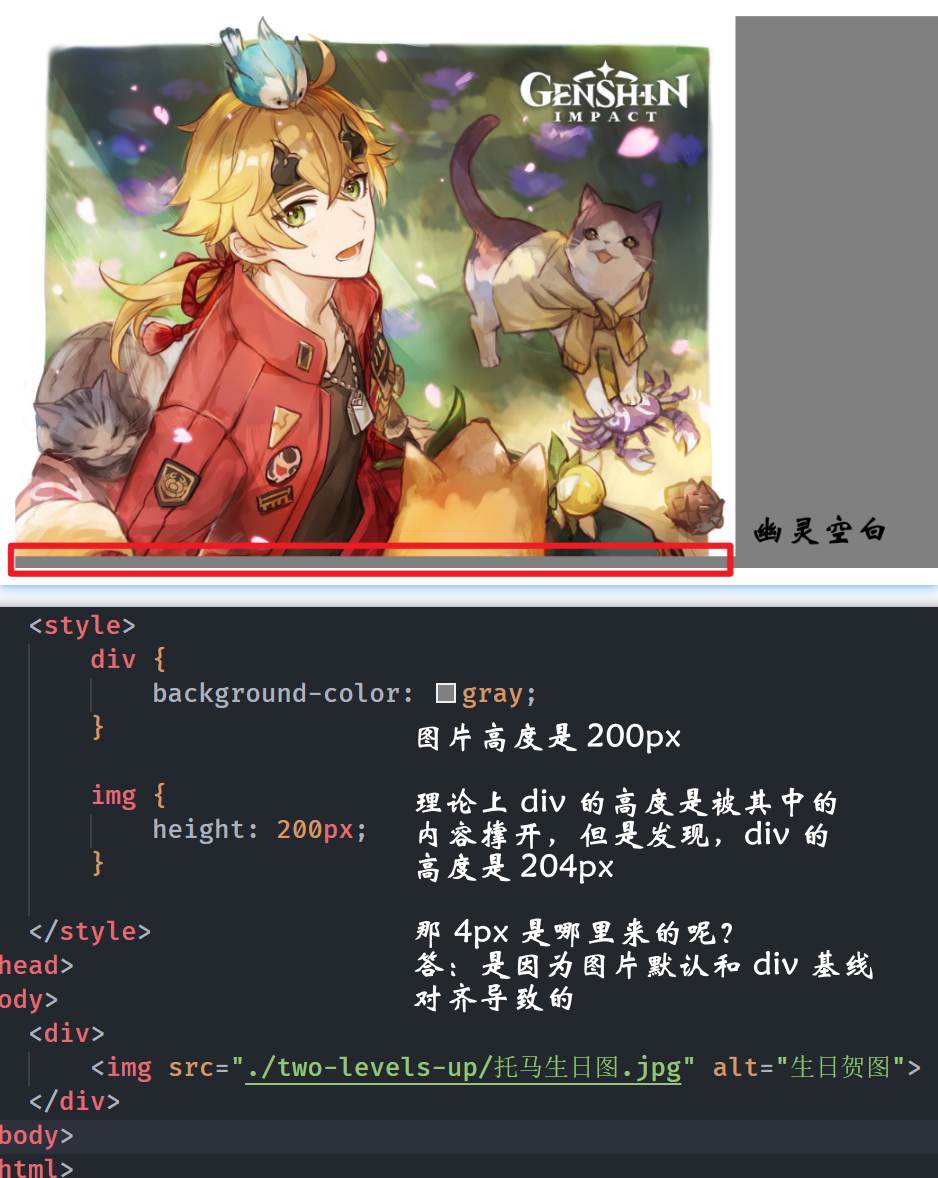 GENSHIN
IMPACT
幽灵空白
<style>
div {
background-color: gray;
}
图片高度是 200px
img {
理论上 div 的高度是被其中的
height: 200px;
内容撑开，但是发现，div 的
}
高度是 204px
</style>
那 4px 是哪里来的呢？
head>
答：是因为图片默认和 div 基线
ody>
对齐导致的
<div>
<img src="./two-levels-up/托马生日图.jpg" alt="生日贺图">
</div>
body>
html>